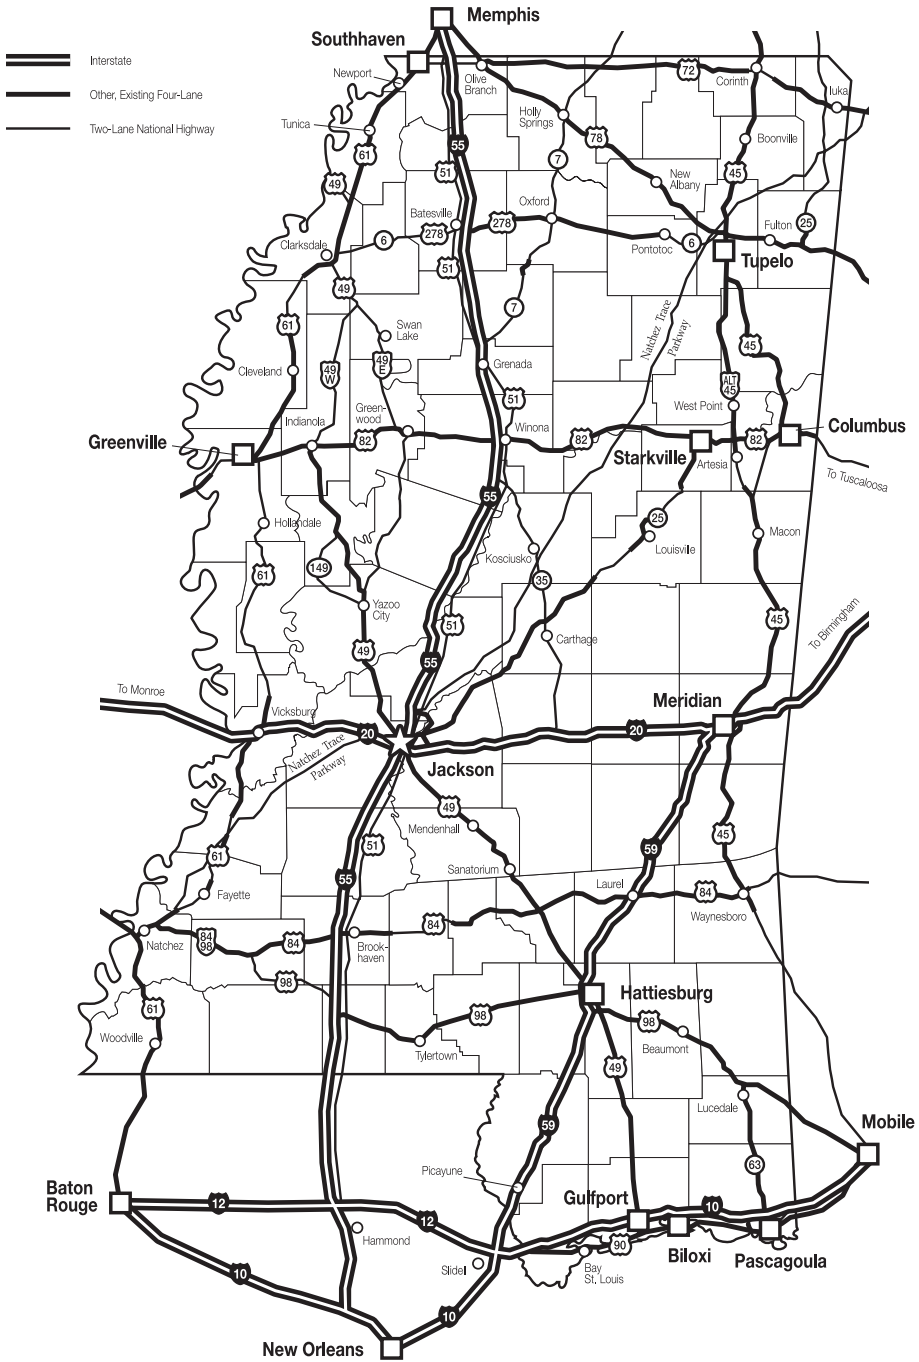 Memphis
Southhaven
Interstate
Newport
72
Corinth
Olive
Branch
Iuka
Other, Existing Four-Lane
Holly
Springs
Tunica
Two-Lane National Highway
78
Boonville
55
61
7
51
49
New
Albany
45
Batesville
Oxford
278
278
25
Fulton
Clarksdale
6
Pontotoc
6
Tupelo
51
49
7
61
Swan
Lake
Natchez Trace
Parkway
45
Cleveland
49
W
49
E
Grenada
ALT
45
51
West Point
Green-
wood
Indianola
Greenville
82
Winona
82
Starkville
82
Columbus
Artesia
To Tuscaloosa
55
25
Hollandale
Macon
Louisville
Kosciusko
149
61
35
Yazoo
City
45
51
Carthage
To Birmingham
49
55
To Monroe
Meridian
Vicksburg
20
20
Natchez Trace
Parkway
Jackson
49
Mendenhall
45
51
59
61
Sanatorium
55
Laurel
84
Fayette
Waynesboro
84
84
98
84
Natchez
Brook-
haven
98
Hattiesburg
61
98
98
Woodville
Beaumont
Tylertown
49
Lucedale
59
Mobile
63
Picayune
Baton
Rouge
12
Gulfport
10
12
Hammond
90
Biloxi
Pascagoula
10
Slidel
Bay
St. Louis
10
New Orleans